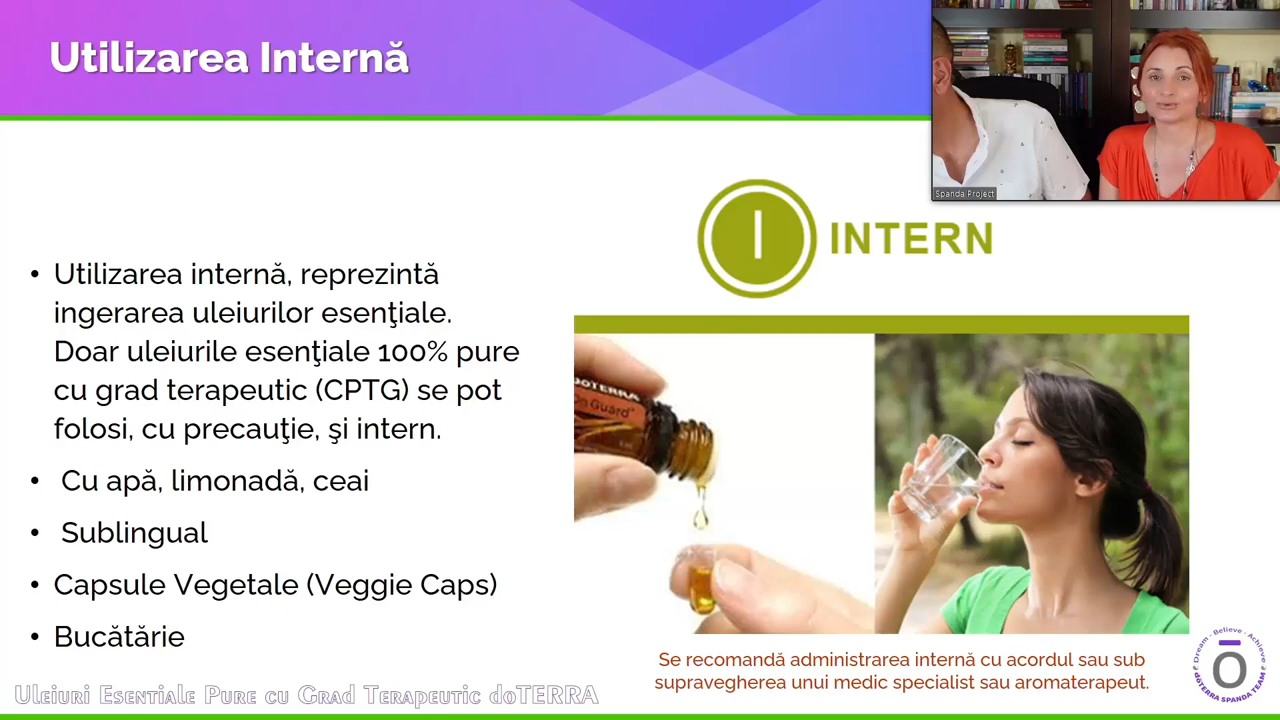 Utilizarea Internă
Spanda Project
I INTERN
• Utilizarea internă, reprezintă
ingerarea uleiurilor esenţiale.
Doar uleiurile esenţiale 100% pure
cu grad terapeutic (CPTG) se pot
folosi, cu precauţie, şi intern.
• Cu apă, limonadă, ceai
• Sublingual
• Capsule Vegetale (Veggie Caps)
• Bucătărie
doTERRA
On Guard
Se recomandă administrarea internă cu acordul sau sub
supravegherea unui medic specialist sau aromaterapeut.
Dream - Believe - Achieve
dōTERRA SPANDA TEAM
Uleiuri Esentiale Pure cu Grad Terapeutic doTERRA